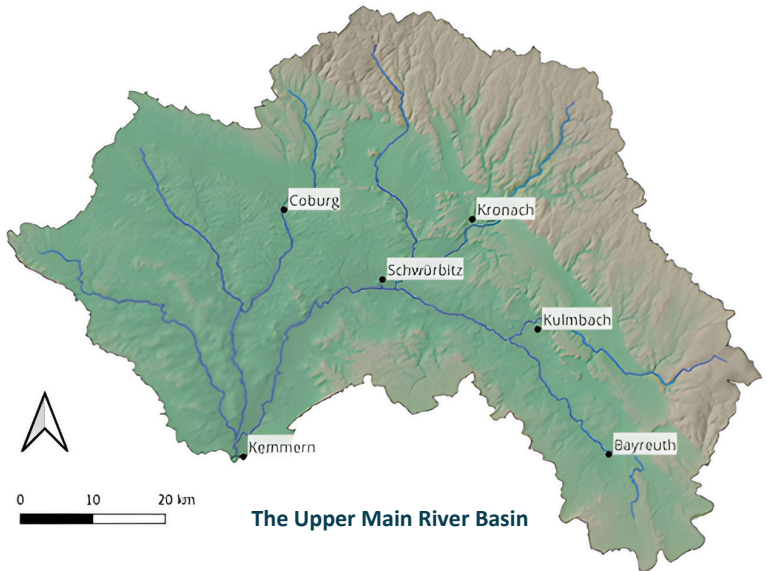 Coburg
Kronach
Schwürbitz
Kulmbach
Kemmern
Bayreuth
0 10 20 km
The Upper Main River Basin